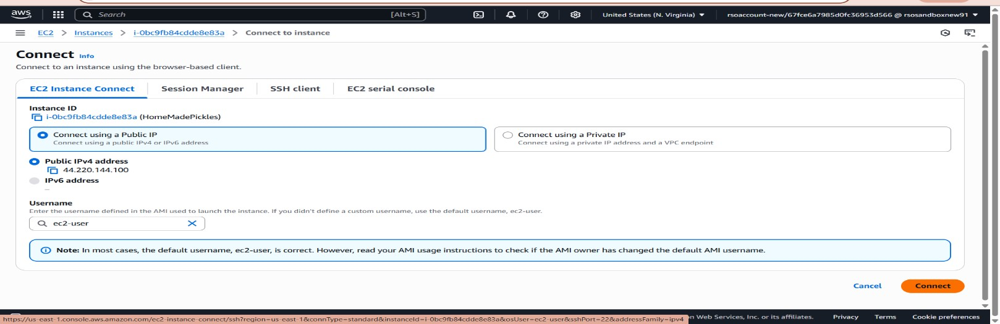 aws Search [Alt+S] United States (N. Virginia) rsoaccount-new/67fce6a7985d0fc36953d566 @ rsosandboxnew91
EC2 > Instances > i-0bc9fb84cdde8e83a > Connect to instance
Connect Info
Connect to an instance using the browser-based client.
EC2 Instance Connect Session Manager SSH client EC2 serial console
Instance ID
i-0bc9fb84cdde8e83a (HomeMadePickles)
Connect using a Public IP
Connect using a public IPv4 or IPv6 address
Connect using a Private IP
Connect using a private IP address and a VPC endpoint
Public IPv4 address
44.220.144.100
IPv6 address
–
Username
Enter the username defined in the AMI used to launch the instance. If you didn't define a custom username, use the default username, ec2-user.
ec2-user
Note: In most cases, the default username, ec2-user, is correct. However, read your AMI usage instructions to check if the AMI owner has changed the default AMI username.
Cancel Connect
https://us-east-1.console.aws.amazon.com/ec2-instance-connect/ssh?region=us-east-1&connType=standard&instanceId=i-0bc9fb84cdde8e83a&osUser=ec2-user&sshPort=22&addressFamily=ipv4
n Web Services, Inc. or its affiliates. Privacy Terms Cookie preferences